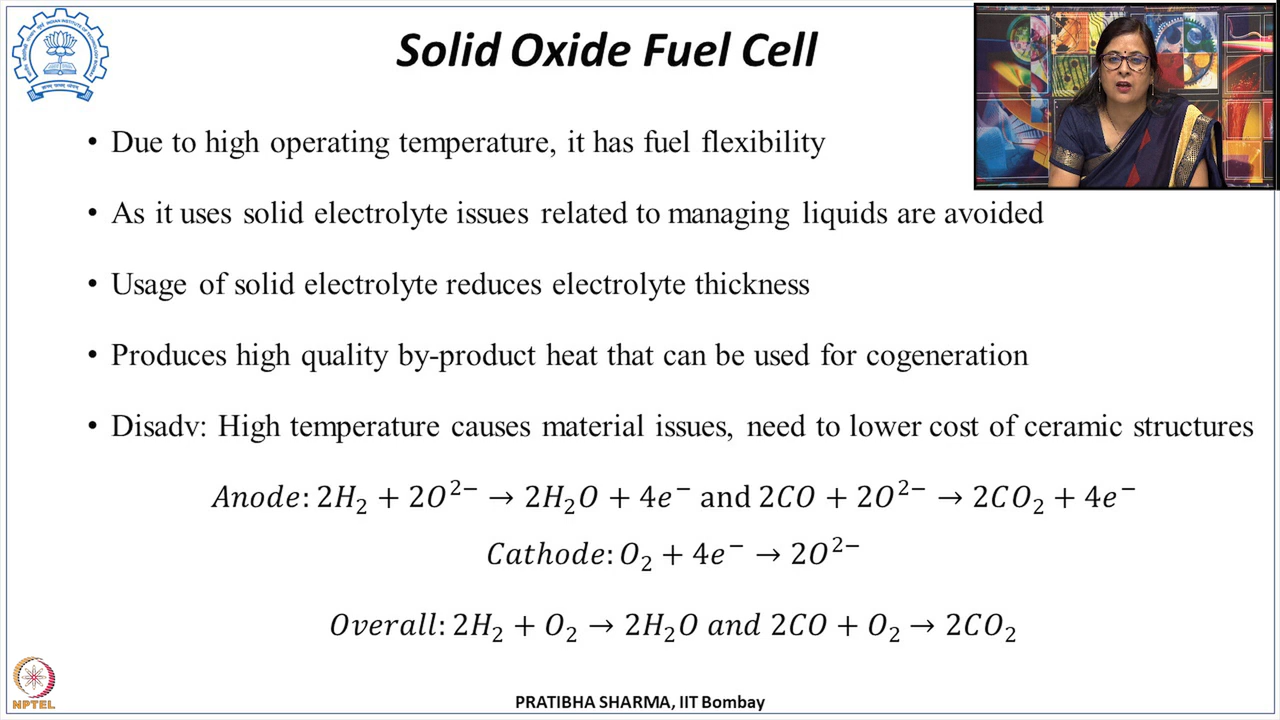 Solid Oxide Fuel Cell
• Due to high operating temperature, it has fuel flexibility
• As it uses solid electrolyte issues related to managing liquids are avoided
• Usage of solid electrolyte reduces electrolyte thickness
• Produces high quality by-product heat that can be used for cogeneration
• Disadv: High temperature causes material issues, need to lower cost of ceramic structures
Anode: 2H₂ + 2O²⁻ → 2H₂O + 4e⁻ and 2CO + 2O²⁻ → 2CO₂ + 4e⁻
Cathode: O₂ + 4e⁻ → 2O²⁻
Overall: 2H₂ + O₂ → 2H₂O and 2CO + O₂ → 2CO₂
NPTEL
PRATIBHA SHARMA, IIT Bombay